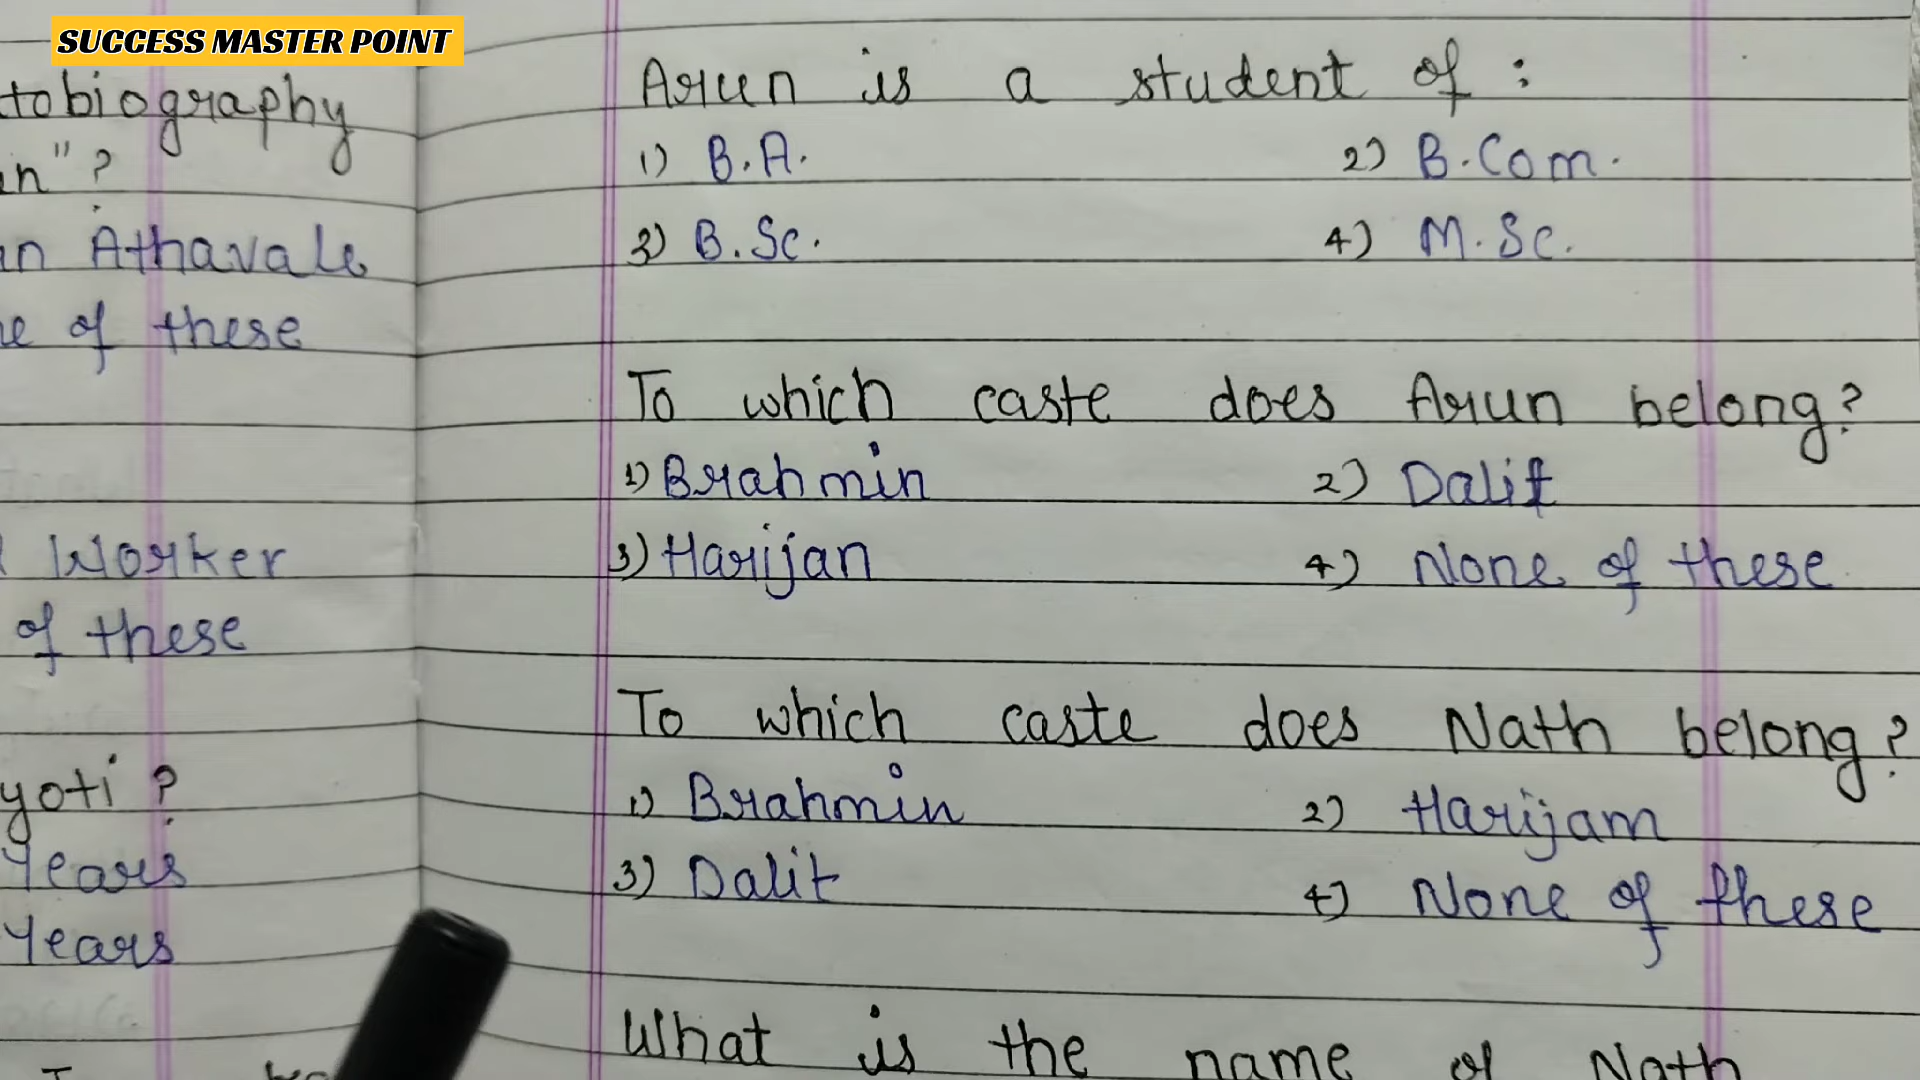 SUCCESS MASTER POINT
tobiography
n" ?
n Athavale
e of these
Worker
of these
yoti ?
Years
Years
Arun is a student of :
1) B.A.
2) B.Com.
3) B.Sc.
4) M.Sc.
To which caste does Arun belong?
1) Brahmin
2) Dalit
3) Harijan
4) None of these
To which caste does Nath belong?
1) Brahmin
2) Harijam
3) Dalit
4) None of these
What is the name of Nath